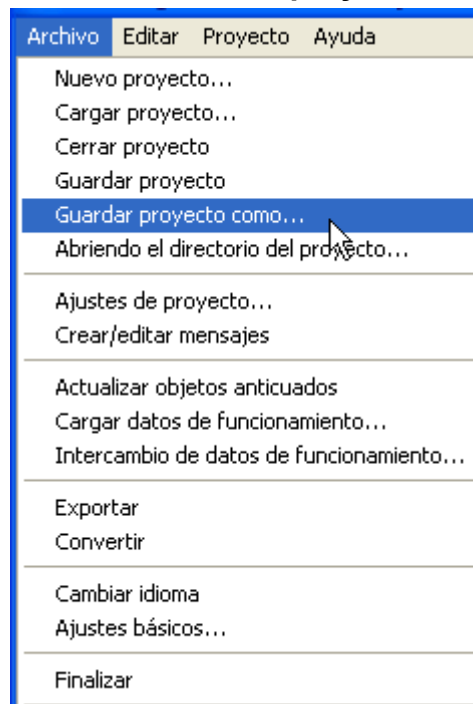 Archivo Editar Proyecto Ayuda
Nuevo proyecto...
Cargar proyecto...
Cerrar proyecto
Guardar proyecto
Guardar proyecto como...
Abriendo el directorio del proyecto...
Ajustes de proyecto...
Crear/editar mensajes
Actualizar objetos anticuados
Cargar datos de funcionamiento...
Intercambio de datos de funcionamiento...
Exportar
Convertir
Cambiar idioma
Ajustes básicos...
Finalizar